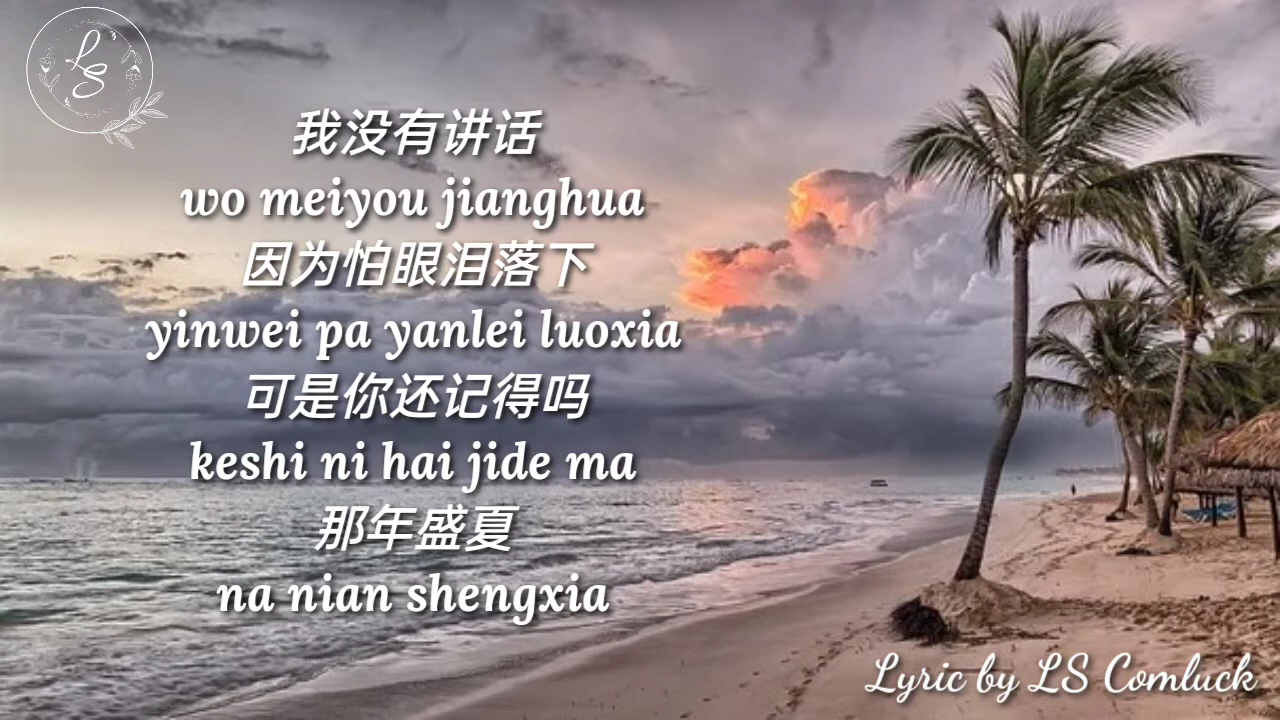 LS
我没有讲话
wo meiyou jianghua
因为怕眼泪落下
yinwei pa yanlei luoxia
可是你还记得吗
keshi ni hai jide ma
那年盛夏
na nian shengxia
Lyric by LS Comluck